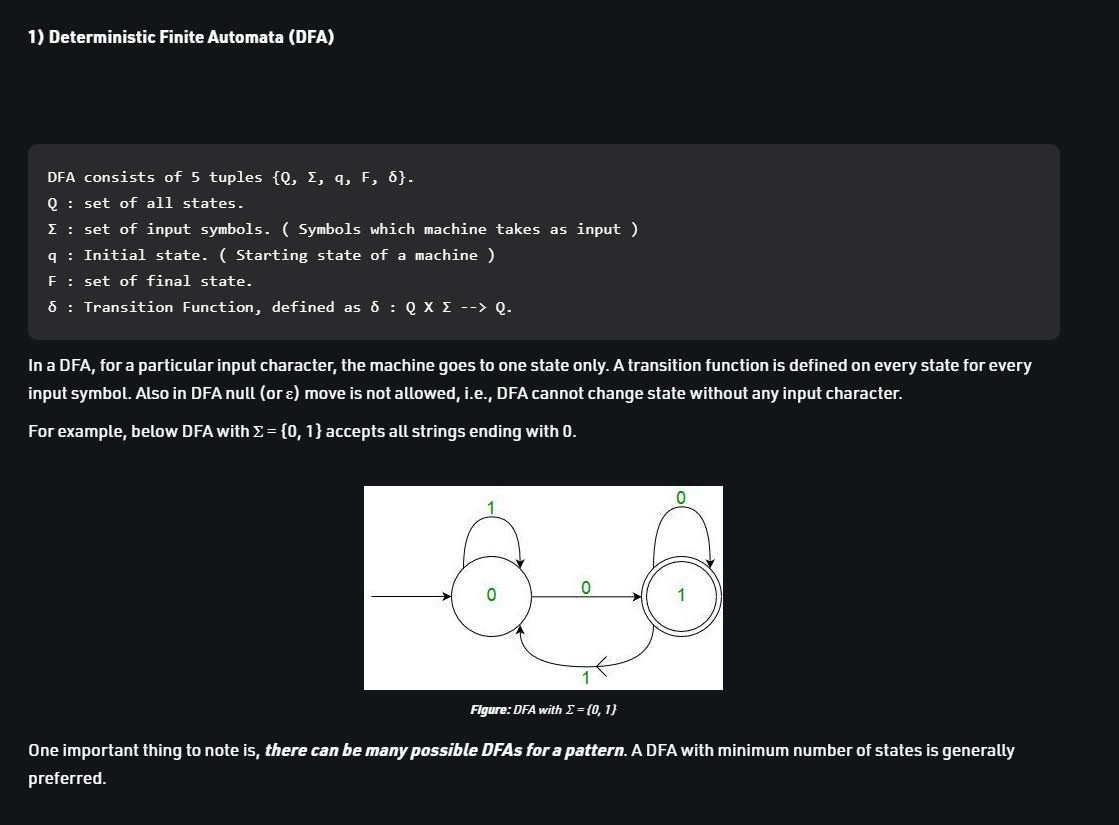 1) Deterministic Finite Automata (DFA)
DFA consists of 5 tuples {Q, Σ, q, F, δ}.
Q : set of all states.
Σ : set of input symbols. ( Symbols which machine takes as input )
q : Initial state. ( Starting state of a machine )
F : set of final state.
δ : Transition Function, defined as δ : Q X Σ --> Q.
In a DFA, for a particular input character, the machine goes to one state only. A transition function is defined on every state for every
input symbol. Also in DFA null (or ε) move is not allowed, i.e., DFA cannot change state without any input character.
For example, below DFA with Σ = {0, 1} accepts all strings ending with 0.
1
0
0
0
1
1
Figure: DFA with Σ = {0, 1}
One important thing to note is, there can be many possible DFAs for a pattern. A DFA with minimum number of states is generally
preferred.